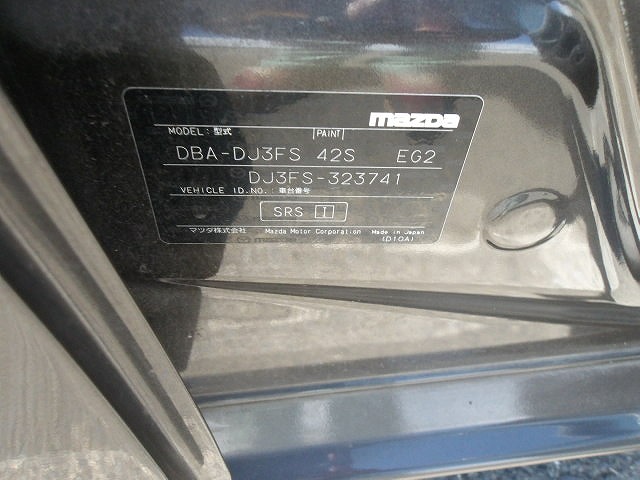 mazda
MODEL : 型式 PAINT
DBA-DJ3FS 42S EG2
DJ3FS-323741
VEHICLE ID.NO.: 車台番号
SRS I
マツダ株式会社 Mazda Motor Corporation Made in Japan
(D10A)